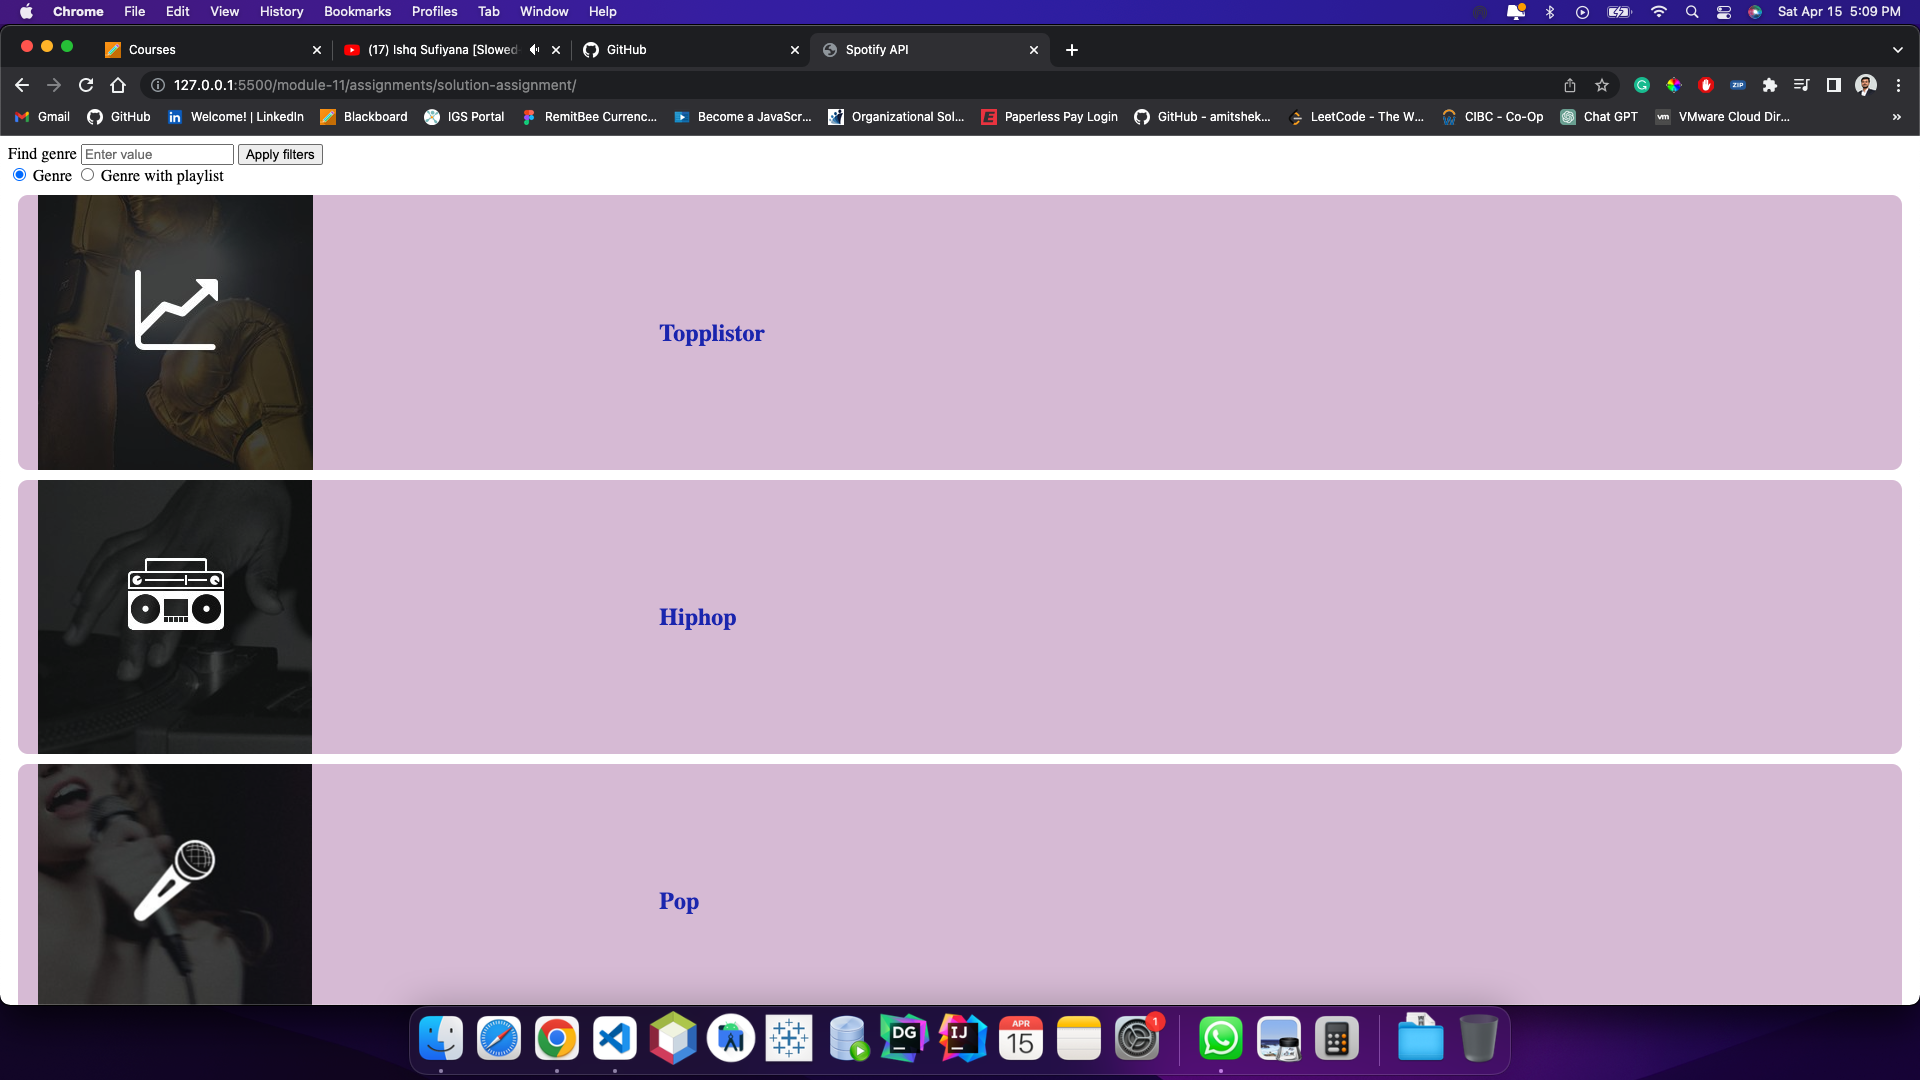 Chrome File Edit View History Bookmarks Profiles Tab Window Help Sat Apr 15 5:09 PM
Courses (17) Ishq Sufiyana [Slowed GitHub Spotify API
127.0.0.1:5500/module-11/assignments/solution-assignment/ ZIP
Gmail GitHub Welcome! | LinkedIn Blackboard IGS Portal RemitBee Currenc... Become a JavaScr... Organizational Sol... Paperless Pay Login GitHub - amitshek... LeetCode - The W... CIBC - Co-Op Chat GPT vm VMware Cloud Dir... »
Find genre Enter value Apply filters
Genre Genre with playlist
Topplistor
Hiphop
Pop
DG IJ APR 15 1